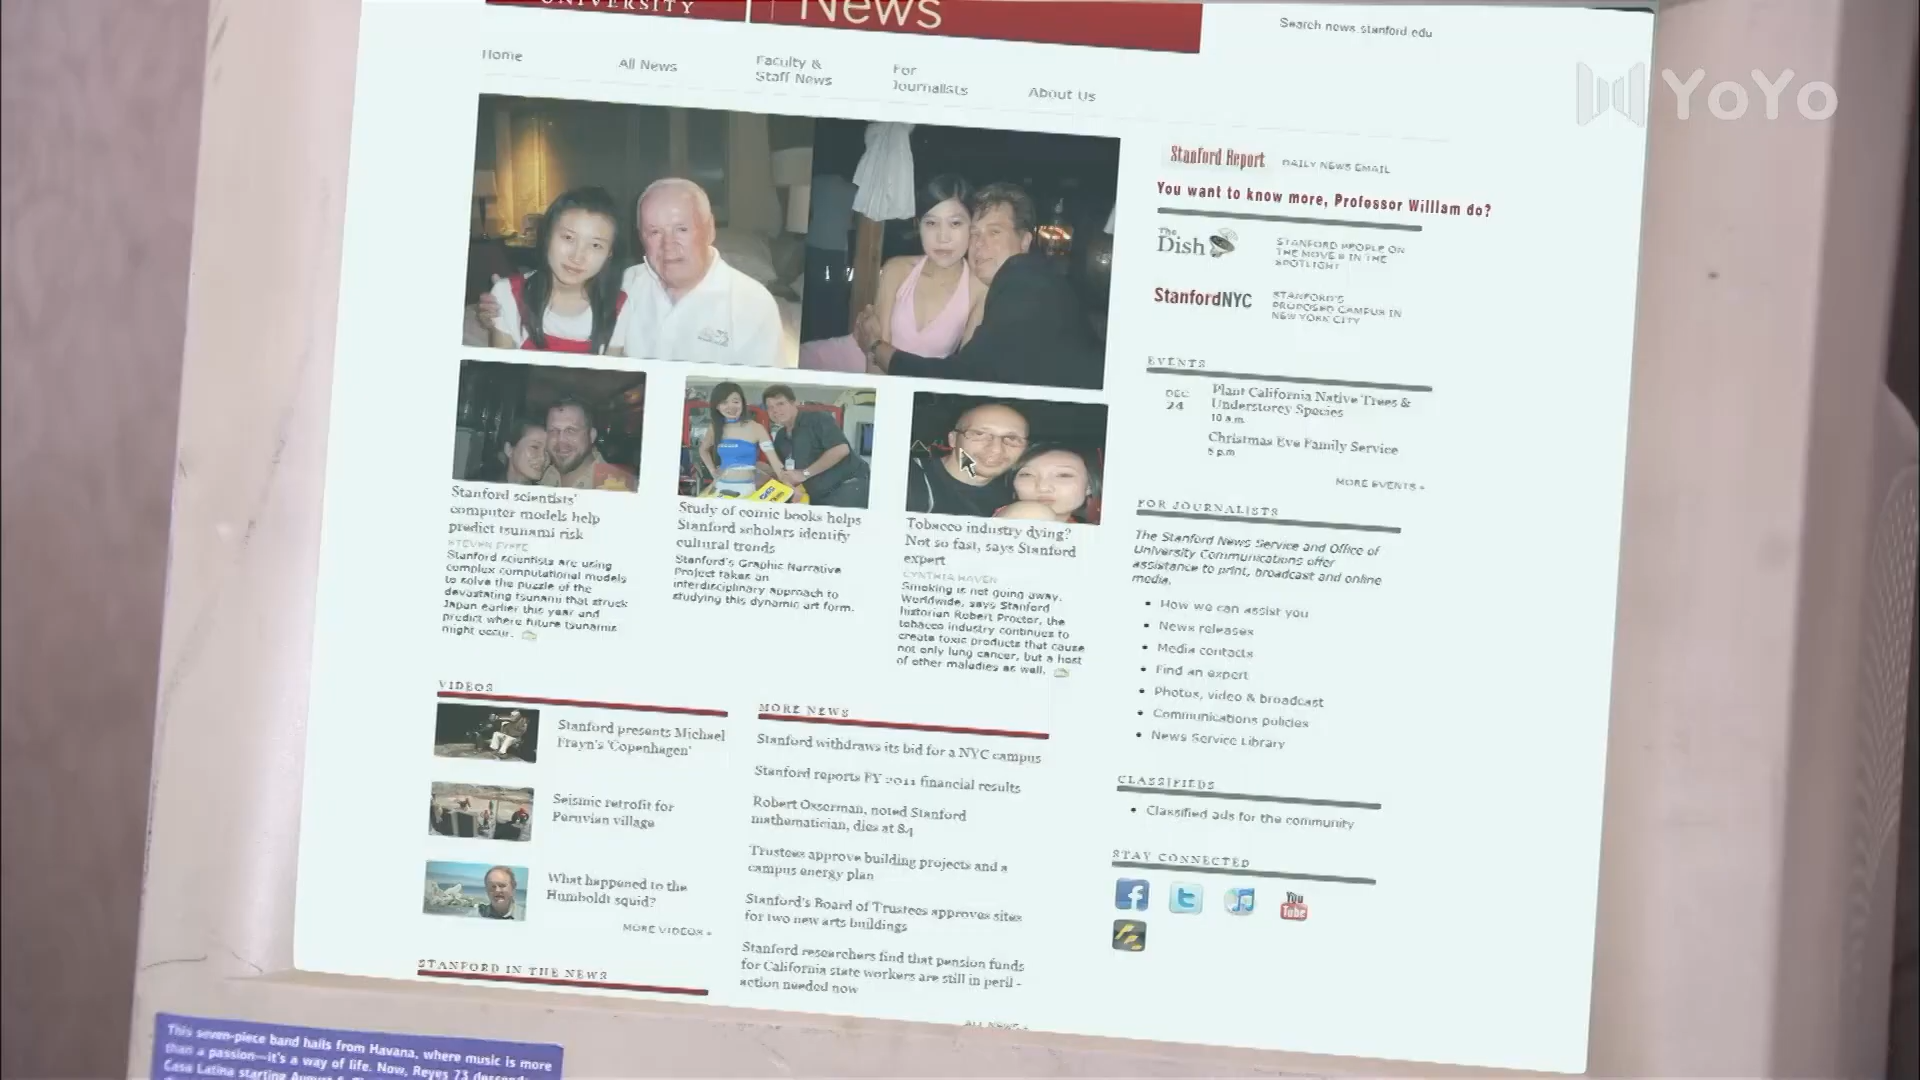 UNIVERSITY
News
Search news.stanford.edu
YoYo
Home
All News
Faculty &
Staff News
For
Journalists
About Us
Stanford Report
DAILY NEWS EMAIL
You want to know more, Professor Willlam do?
The
Dish
STANFORD PEOPLE ON
THE MOVE & IN THE
SPOTLIGHT
StanfordNYC
STANFORD'S
PROPOSED CAMPUS IN
NEW YORK CITY
EVENTS
DEC
24
Plant California Native Trees &
Understorey Species
10 a.m.
Christmas Eve Family Service
MORE EVENTS »
Stanford scientists'
computer models help
predict tsunami risk
Stanford scientists are using
complex computational models
to solve the puzzle of the
devastating tsunami that struck
Japan earlier this year and
predict where future tsunamis
might occur.
Study of comic books helps
Stanford scholars identify
cultural trends
Stanford's Graphic Narrative
Project takes an
interdisciplinary approach to
studying this dynamic art form.
Tobacco industry dying?
Not so fast, says Stanford
expert
CYNTHIA HAVEN
Smoking is not going away.
Worldwide, says Stanford
historian Robert Proctor, the
tobacco industry continues to
create toxic products that cause
not only lung cancer, but a host
of other maladies as well.
FOR JOURNALISTS
The Stanford News Service and Office of
University Communications offer
assistance to print, broadcast and online
media.
• How we can assist you
• News releases
• Media contacts
• Find an expert
• Photos, video & broadcast
• Communications policies
• News Service Library
VIDEOS
Stanford presents Michael
Frayn's 'Copenhagen'
Seismic retrofit for
Peruvian village
What happened to the
Humboldt squid?
MORE VIDEOS »
STANFORD IN THE NEWS
MORE NEWS
Stanford withdraws its bid for a NYC campus
Stanford reports FY 2011 financial results
Robert Osserman, noted Stanford
mathematician, dies at 84
Trustees approve building projects and a
campus energy plan
Stanford's Board of Trustees approves sites
for two new arts buildings
Stanford researchers find that pension funds
for California state workers are still in peril -
action needed now
ALL NEWS »
CLASSIFIEDS
• Classified ads for the community
STAY CONNECTED
You
Tube
This seven-piece band hails from Havana, where music is more
than a passion—it's a way of life. Now, Reyes 73
Casa Latina starting August